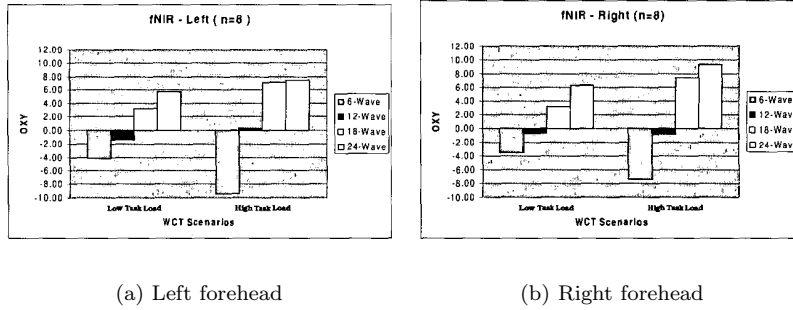 fNIR - Left ( n=8 )
12.00
10.00
8.00
6.00
4.00
2.00
0.00
-2.00
-4.00
-6.00
-8.00
-10.00
OXY
Low Task Load
High Task Load
WCT Scenarios
6-Wave
12-Wave
18-Wave
24-Wave
(a) Left forehead
fNIR - Right (n=8)
12.00
10.00
8.00
6.00
4.00
2.00
0.00
-2.00
-4.00
-6.00
-8.00
-10.00
OXY
Low Task Load
High Task Load
WCT Scenarios
6-Wave
12-Wave
18-Wave
24-Wave
(b) Right forehead